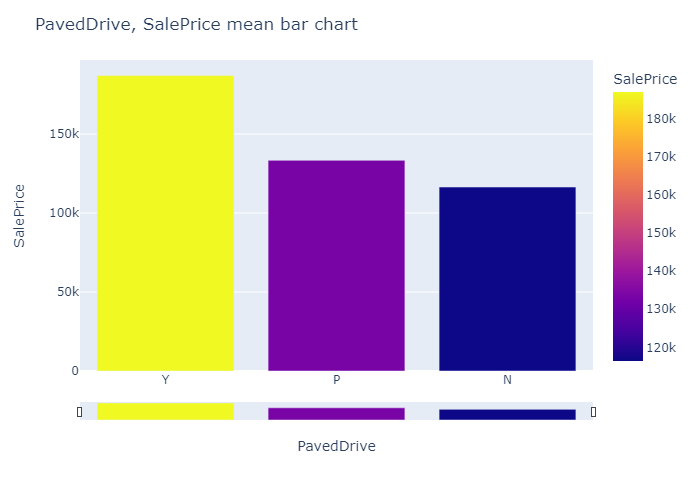 PavedDrive, SalePrice mean bar chart
SalePrice
150k
100k
50k
0
Y P N
PavedDrive
SalePrice
180k
170k
160k
150k
140k
130k
120k